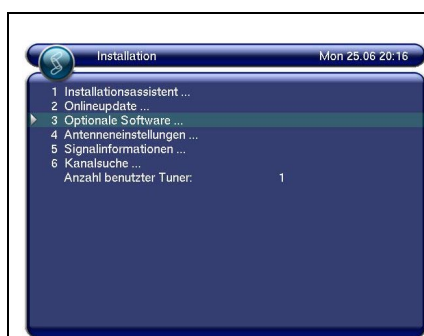 Installation Mon 25.06 20:16
1 Installationsassistent ...
2 Onlineupdate ...
3 Optionale Software ...
4 Antenneneinstellungen ...
5 Signalinformationen ...
6 Kanalsuche ...
Anzahl benutzter Tuner: 1